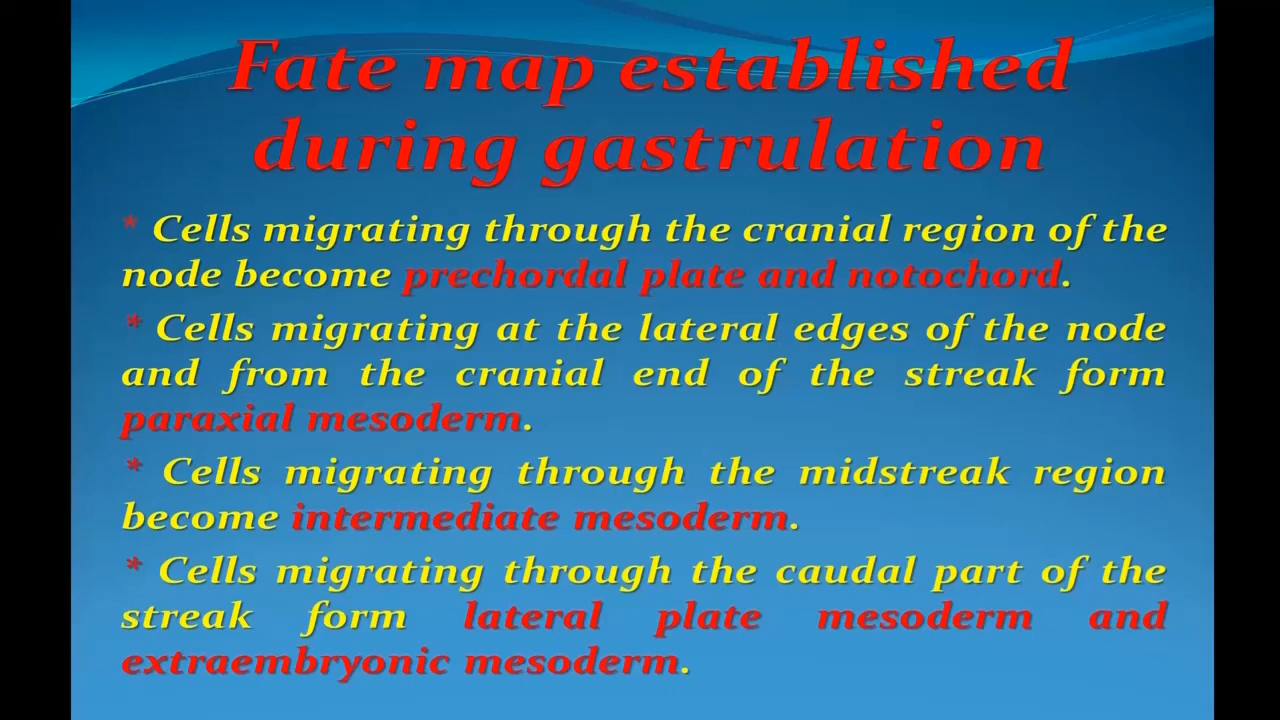 Fate map established
during gastrulation
* Cells migrating through the cranial region of the
node become prechordal plate and notochord.
* Cells migrating at the lateral edges of the node
and from the cranial end of the streak form
paraxial mesoderm.
* Cells migrating through the midstreak region
become intermediate mesoderm.
* Cells migrating through the caudal part of the
streak form lateral plate mesoderm and
extraembryonic mesoderm.